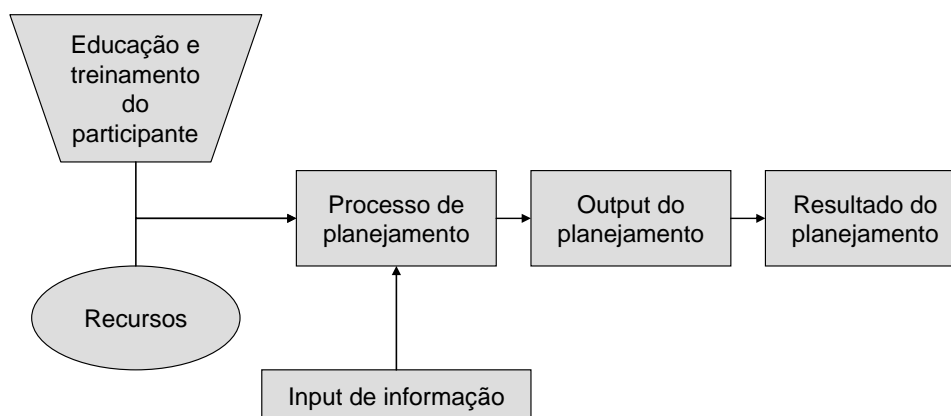 Educação e
treinamento
do
participante
Processo de
planejamento
Output do
planejamento
Resultado do
planejamento
Recursos
Input de informação